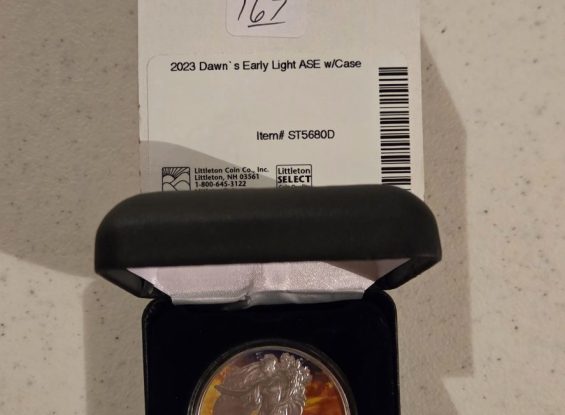 167
2023 Dawn`s Early Light ASE w/Case
Item# ST5680D
Littleton Coin Co., Inc.
Littleton, NH 03561
1-800-645-3122
Littleton
SELECT